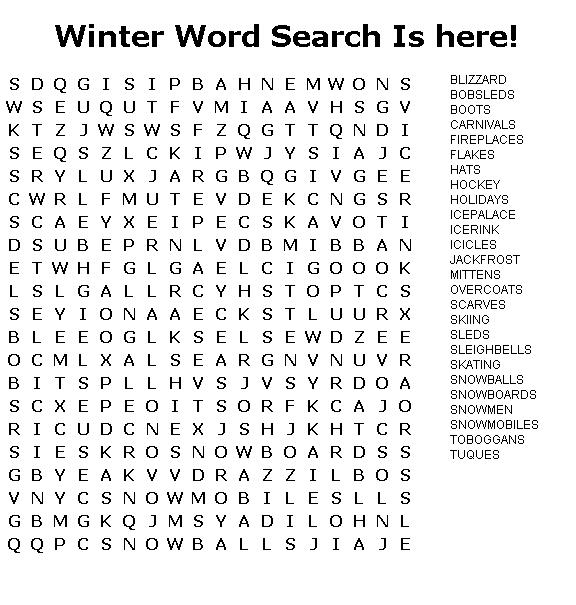 Winter Word Search Is here!
S D Q G I S I P B A H N E M W O N S
W S E U Q U T F V M I A A V H S G V
K T Z J W S W S F Z Q G T T Q N D I
S E Q S Z L C K I P W J Y S I A J C
S R Y L U X J A R G B Q G I V G E E
C W R L F M U T E V D E K C N G S R
S C A E Y X E I P E C S K A V O T I
D S U B E P R N L V D B M I B B A N
E T W H F G L G A E L C I G O O O K
L S L G A L L R C Y H S T O P T C S
S E Y I O N A A E C K S T L U U R X
B L E E O G L K S E L S E W D Z E E
O C M L X A L S E A R G N V N U V R
B I T S P L L H V S J V S Y R D O A
S C X E P E O I T S O R F K C A J O
R I C U D C N E X J S H J K H T C R
S I E S K R O S N O W B O A R D S S
G B Y E A K V V D R A Z Z I L B O S
V N Y C S N O W M O B I L E S L L S
G B M G K Q J M S Y A D I L O H N L
Q Q P C S N O W B A L L S J I A J E
BLIZZARD
BOBSLEDS
BOOTS
CARNIVALS
FIREPLACES
FLAKES
HATS
HOCKEY
HOLIDAYS
ICEPALACE
ICERINK
ICICLES
JACKFROST
MITTENS
OVERCOATS
SCARVES
SKIING
SLEDS
SLEIGHBELLS
SKATING
SNOWBALLS
SNOWBOARDS
SNOWMEN
SNOWMOBILES
TOBOGGANS
TUQUES